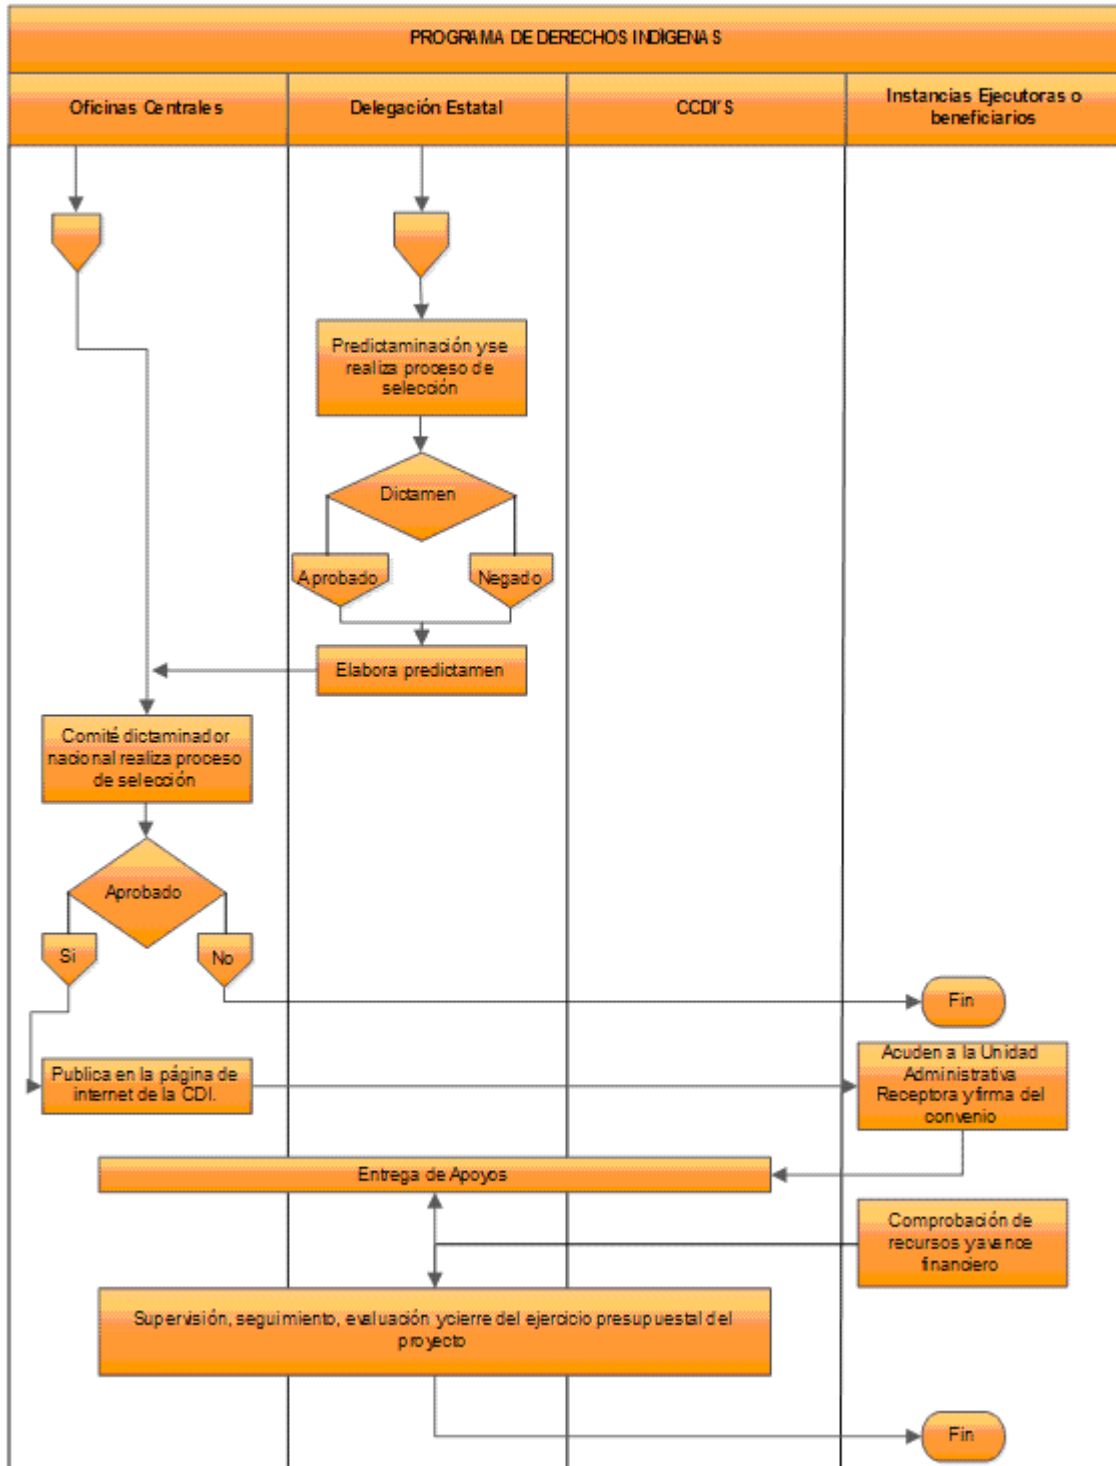 PROGRAMA DE DERECHOS INDÍGENAS
Oficinas Centrales
Delegación Estatal
CCDI'S
Instancias Ejecutoras o
beneficiarios
Predictaminación y se
realiza proceso de
selección
Dictamen
Aprobado
Negado
Elabora predictamen
Comité dictaminador
nacional realiza proceso
de selección
Aprobado
Si
No
Fin
Publica en la página de
internet de la CDI.
Acuden a la Unidad
Administrativa
Receptora y firma del
convenio
Entrega de Apoyos
Comprobación de
recursos y avance
financiero
Supervisión, seguimiento, evaluación y cierre del ejercicio presupuestal del
proyecto
Fin